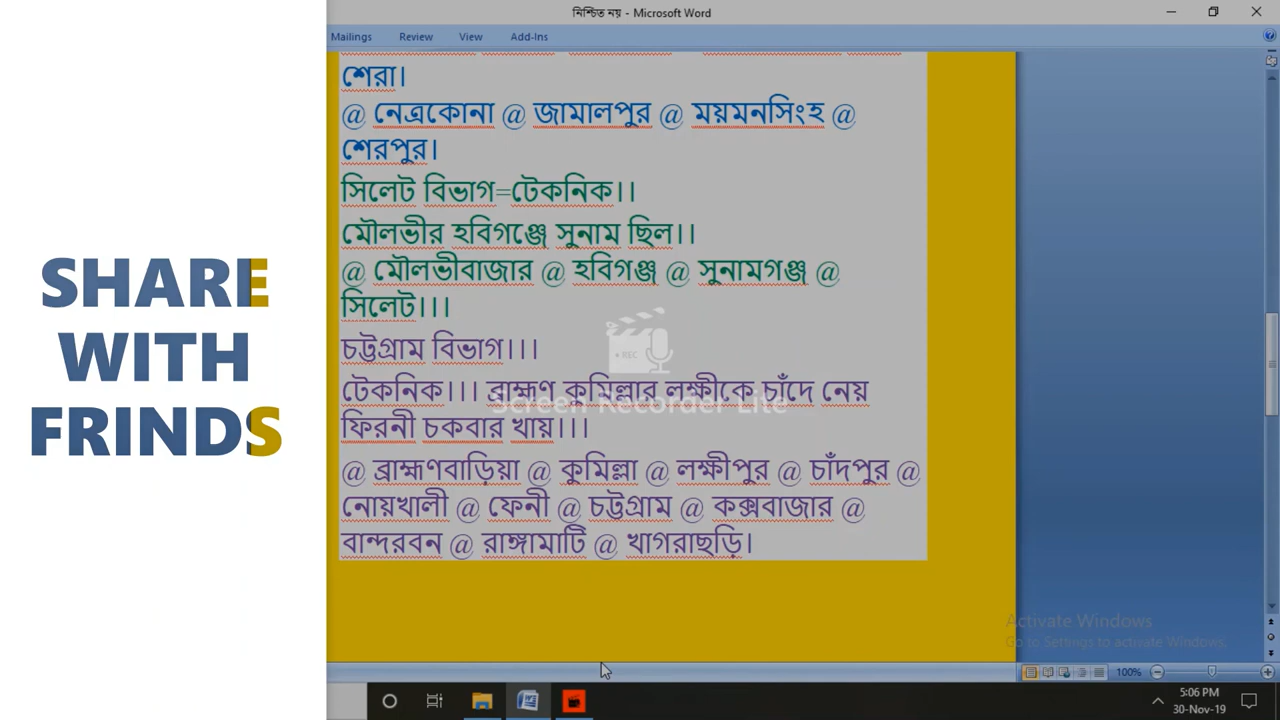 নিশ্চিত নয় - Microsoft Word
Mailings Review View Add-Ins
শেরা।
@ নেত্রকোনা @ জামালপুর @ ময়মনসিংহ @
শেরপুর।
সিলেট বিভাগ=টেকনিক।।
মৌলভীর হবিগঞ্জে সুনাম ছিল।।
@ মৌলভীবাজার @ হবিগঞ্জ @ সুনামগঞ্জ @
সিলেট।।।
চট্টগ্রাম বিভাগ।।।
টেকনিক।।। ব্রাহ্মণ কুমিল্লার লক্ষীকে চাঁদে নেয়
ফিরনী চকবার খায়।।।
@ ব্রাহ্মণবাড়িয়া @ কুমিল্লা @ লক্ষীপুর @ চাঁদপুর @
নোয়খালী @ ফেনী @ চট্টগ্রাম @ কক্সবাজার @
বান্দরবন @ রাঙ্গামাটি @ খাগরাছড়ি।
SHARE
WITH
FRINDS
REC
Screen Recorder Lite
Activate Windows
Go to Settings to activate Windows.
100%
5:06 PM
30-Nov-19